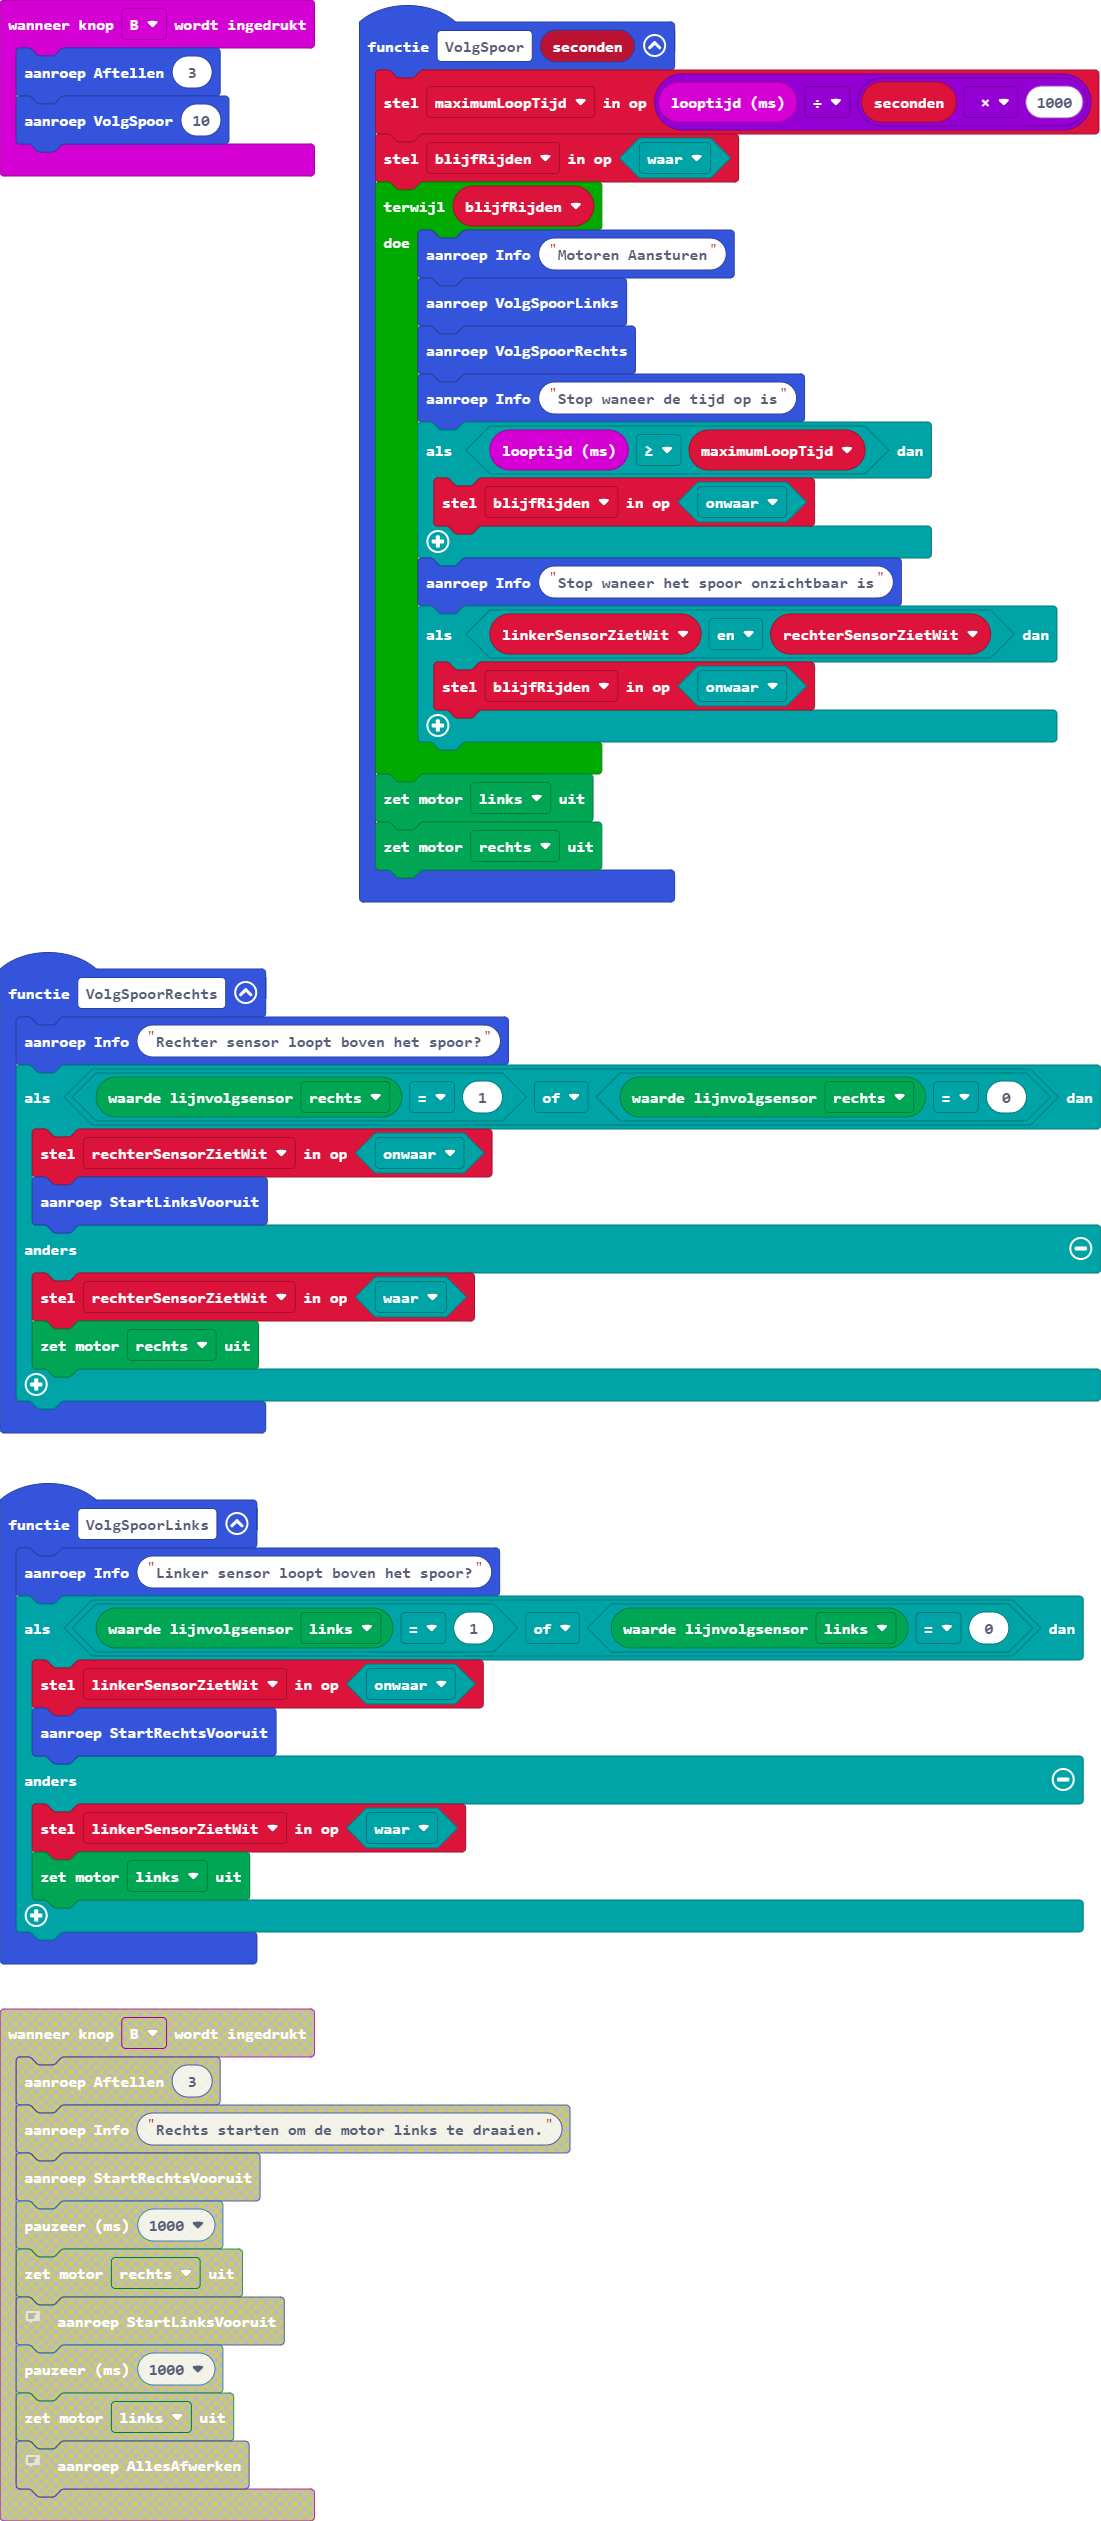 wanneer knop B wordt ingedrukt
aanroep Aftellen 3
aanroep VolgSpoor 10
functie VolgSpoor seconden
stel maximumLoopTijd in op looptijd (ms) ÷ seconden × 1000
stel blijfRijden in op waar
terwijl blijfRijden
doe
aanroep Info "Motoren Aansturen"
aanroep VolgSpoorLinks
aanroep VolgSpoorRechts
aanroep Info "Stop waneer de tijd op is"
als looptijd (ms) ≥ maximumLoopTijd dan
stel blijfRijden in op onwaar
aanroep Info "Stop waneer het spoor onzichtbaar is"
als linkerSensorZietWit en rechterSensorZietWit dan
stel blijfRijden in op onwaar
zet motor links uit
zet motor rechts uit
functie VolgSpoorRechts
aanroep Info "Rechter sensor loopt boven het spoor?"
als waarde lijnvolgsensor rechts = 1 of waarde lijnvolgsensor rechts = 0 dan
stel rechterSensorZietWit in op onwaar
aanroep StartLinksVooruit
anders
stel rechterSensorZietWit in op waar
zet motor rechts uit
functie VolgSpoorLinks
aanroep Info "Linker sensor loopt boven het spoor?"
als waarde lijnvolgsensor links = 1 of waarde lijnvolgsensor links = 0 dan
stel linkerSensorZietWit in op onwaar
aanroep StartRechtsVooruit
anders
stel linkerSensorZietWit in op waar
zet motor links uit
wanneer knop B wordt ingedrukt
aanroep Aftellen 3
aanroep Info "Rechts starten om de motor links te draaien."
aanroep StartRechtsVooruit
pauzeer (ms) 1000
zet motor rechts uit
aanroep StartLinksVooruit
pauzeer (ms) 1000
zet motor links uit
aanroep AllesAfwerken